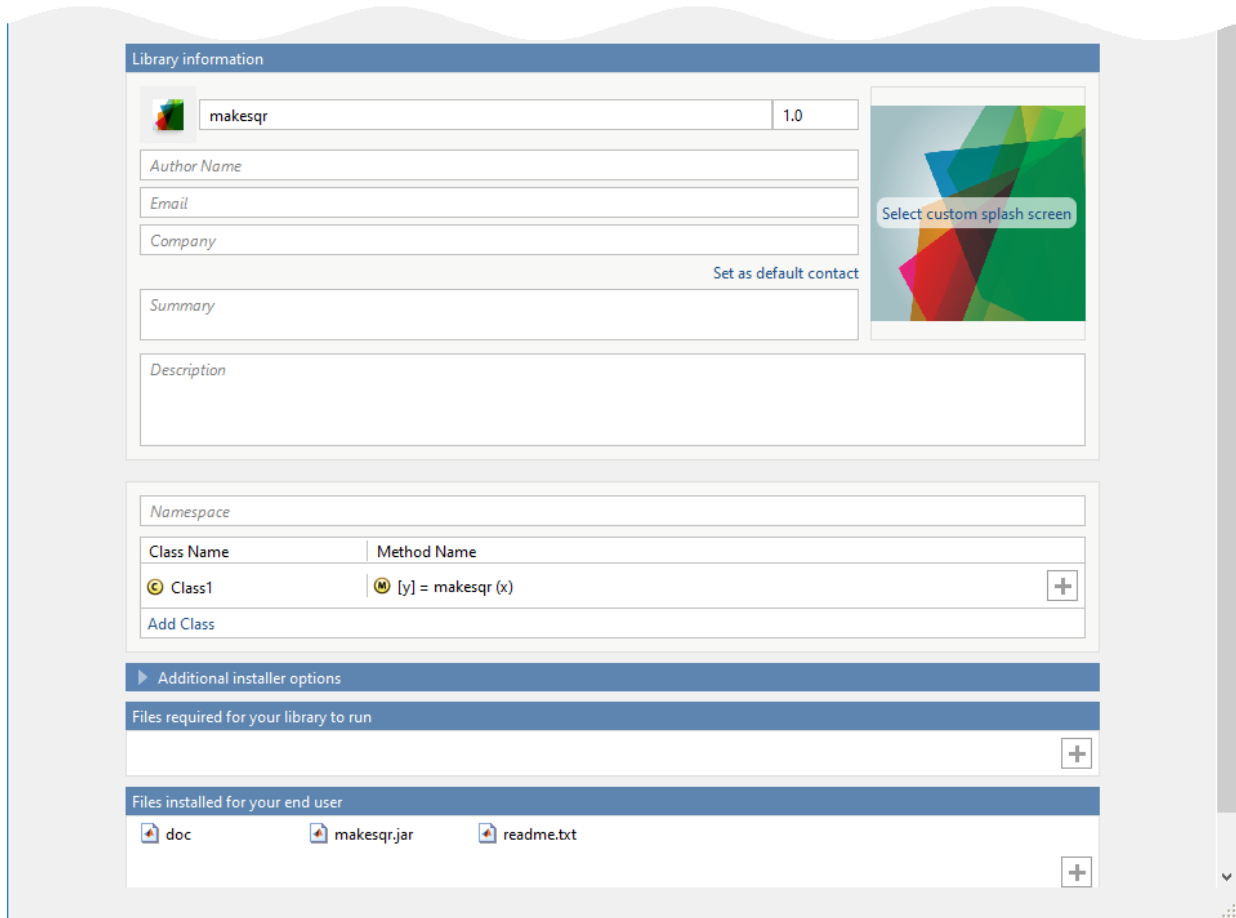 Library information
makesqr 1.0
Author Name
Email
Select custom splash screen
Company
Set as default contact
Summary
Description
Namespace
Class Name Method Name
C Class1 M [y] = makesqr (x)
Add Class
Additional installer options
Files required for your library to run
Files installed for your end user
doc makesqr.jar readme.txt